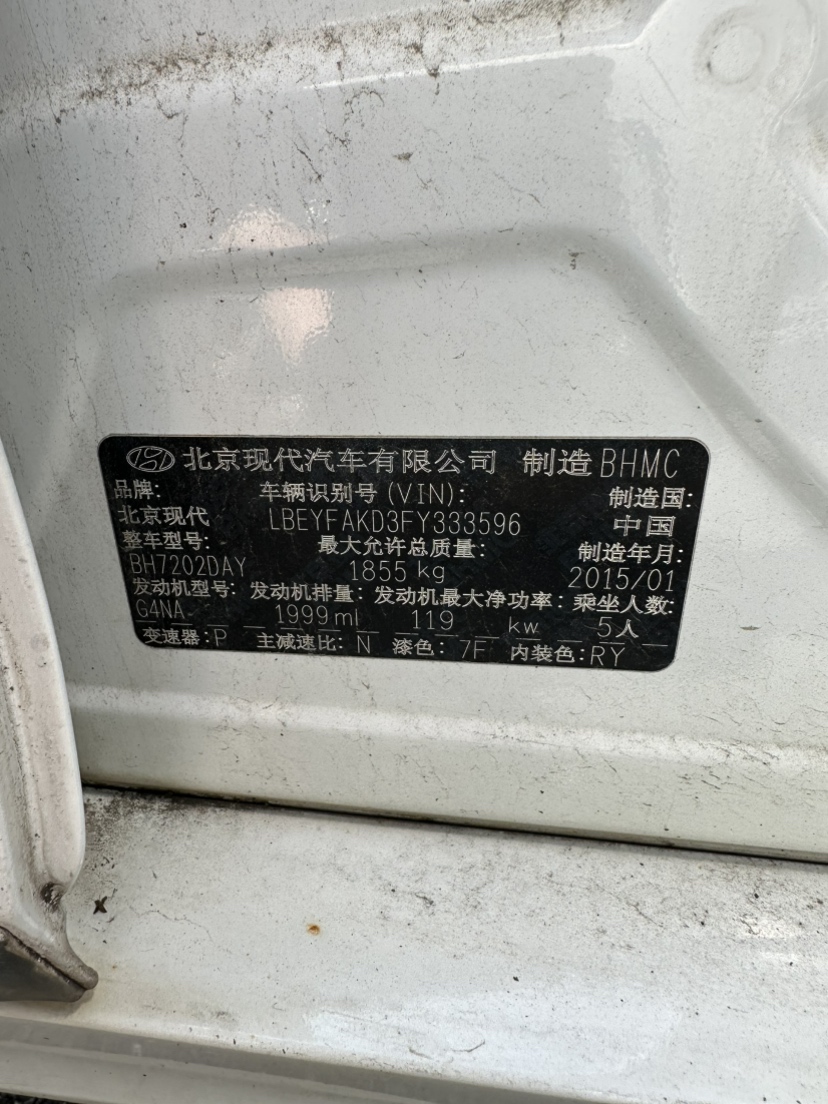 北京现代汽车有限公司 制造 BHMC
品牌: 车辆识别号(VIN): 制造国:
北京现代 LBEYFAKD3FY333596 中国
整车型号: 最大允许总质量: 制造年月:
BH7202DAY 1855 kg 2015/01
发动机型号: 发动机排量: 发动机最大净功率: 乘坐人数:
G4NA 1999 ml 119 kw 5人
变速器: P 主减速比: N 漆色: 7F 内装色: RY